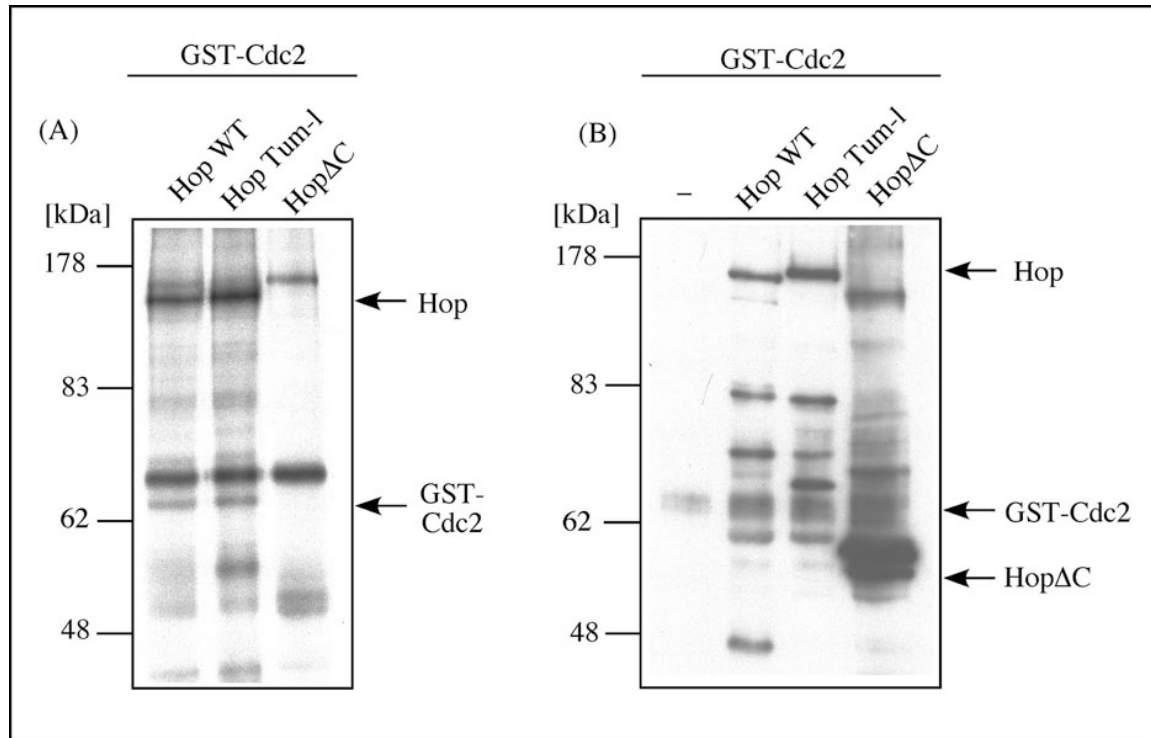 GST-Cdc2
(A)
Hop WT
Hop Tum-l
HopΔC
[kDa]
178
83
62
48
Hop
GST-
Cdc2
GST-Cdc2
(B)
–
Hop WT
Hop Tum-l
HopΔC
[kDa]
178
83
62
48
Hop
GST-Cdc2
HopΔC